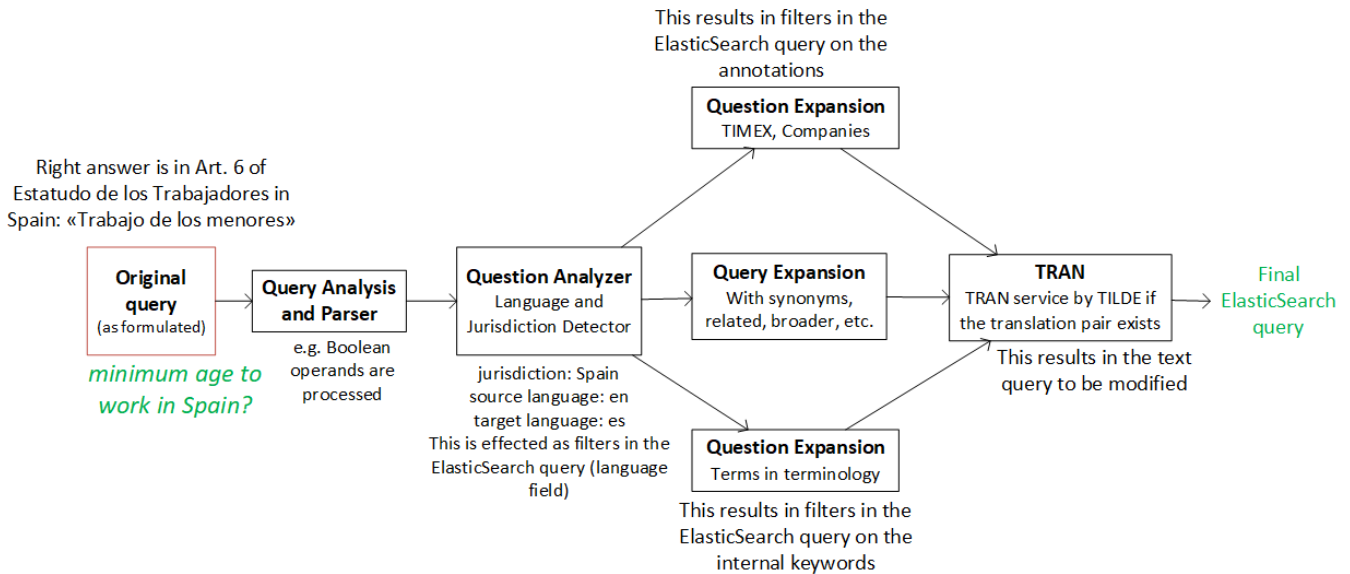 This results in filters in the
ElasticSearch query on the
annotations
Question Expansion
TIMEX, Companies
Right answer is in Art. 6 of
Estatudo de los Trabajadores in
Spain: «Trabajo de los menores»
Original
query
(as formulated)
minimum age to
work in Spain?
Query Analysis
and Parser
e.g. Boolean
operands are
processed
Question Analyzer
Language and
Jurisdiction Detector
jurisdiction: Spain
source language: en
target language: es
This is effected as filters in the
ElasticSearch query (language
field)
Query Expansion
With synonyms,
related, broader, etc.
Question Expansion
Terms in terminology
This results in filters in the
ElasticSearch query on the
internal keywords
TRAN
TRAN service by TILDE if
the translation pair exists
This results in the text
query to be modified
Final
ElasticSearch
query